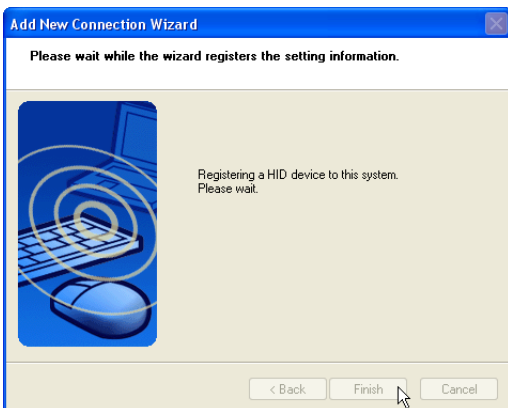 Add New Connection Wizard
Please wait while the wizard registers the setting information.
Registering a HID device to this system.
Please wait.
< Back
Finish
Cancel